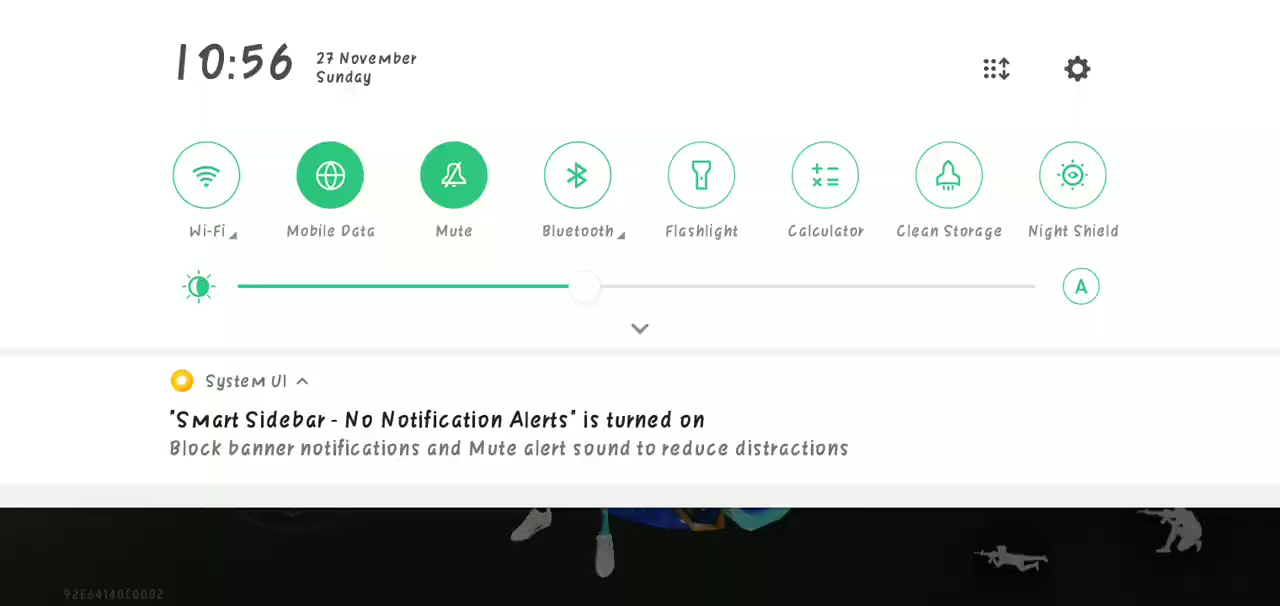 10:56
27 November
Sunday
Wi-Fi
Mobile Data
Mute
Bluetooth
Flashlight
Calculator
Clean Storage
Night Shield
A
System UI
"Smart Sidebar - No Notification Alerts" is turned on
Block banner notifications and Mute alert sound to reduce distractions